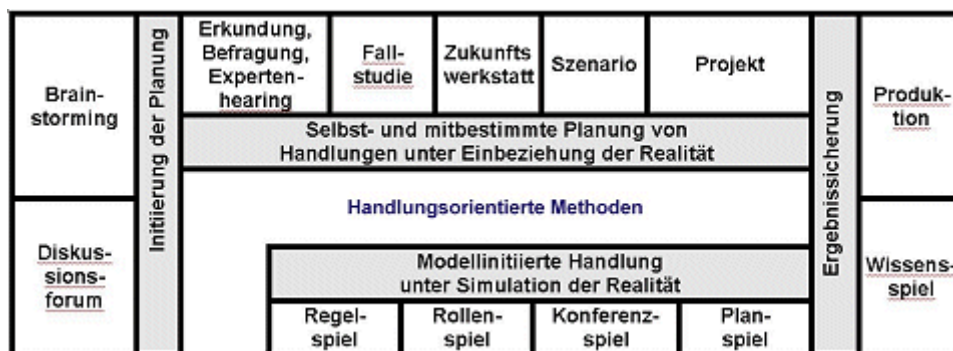 Brain-
storming
Diskus-
sions-
forum
Initiierung der Planung
Erkundung,
Befragung,
Experten-
hearing
Fall-
studie
Zukunfts
werkstatt
Szenario
Projekt
Selbst- und mitbestimmte Planung von
Handlungen unter Einbeziehung der Realität
Handlungsorientierte Methoden
Modellinitiierte Handlung
unter Simulation der Realität
Regel-
spiel
Rollen-
spiel
Konferenz-
spiel
Plan-
spiel
Ergebnissicherung
Produk-
tion
Wissens-
spiel